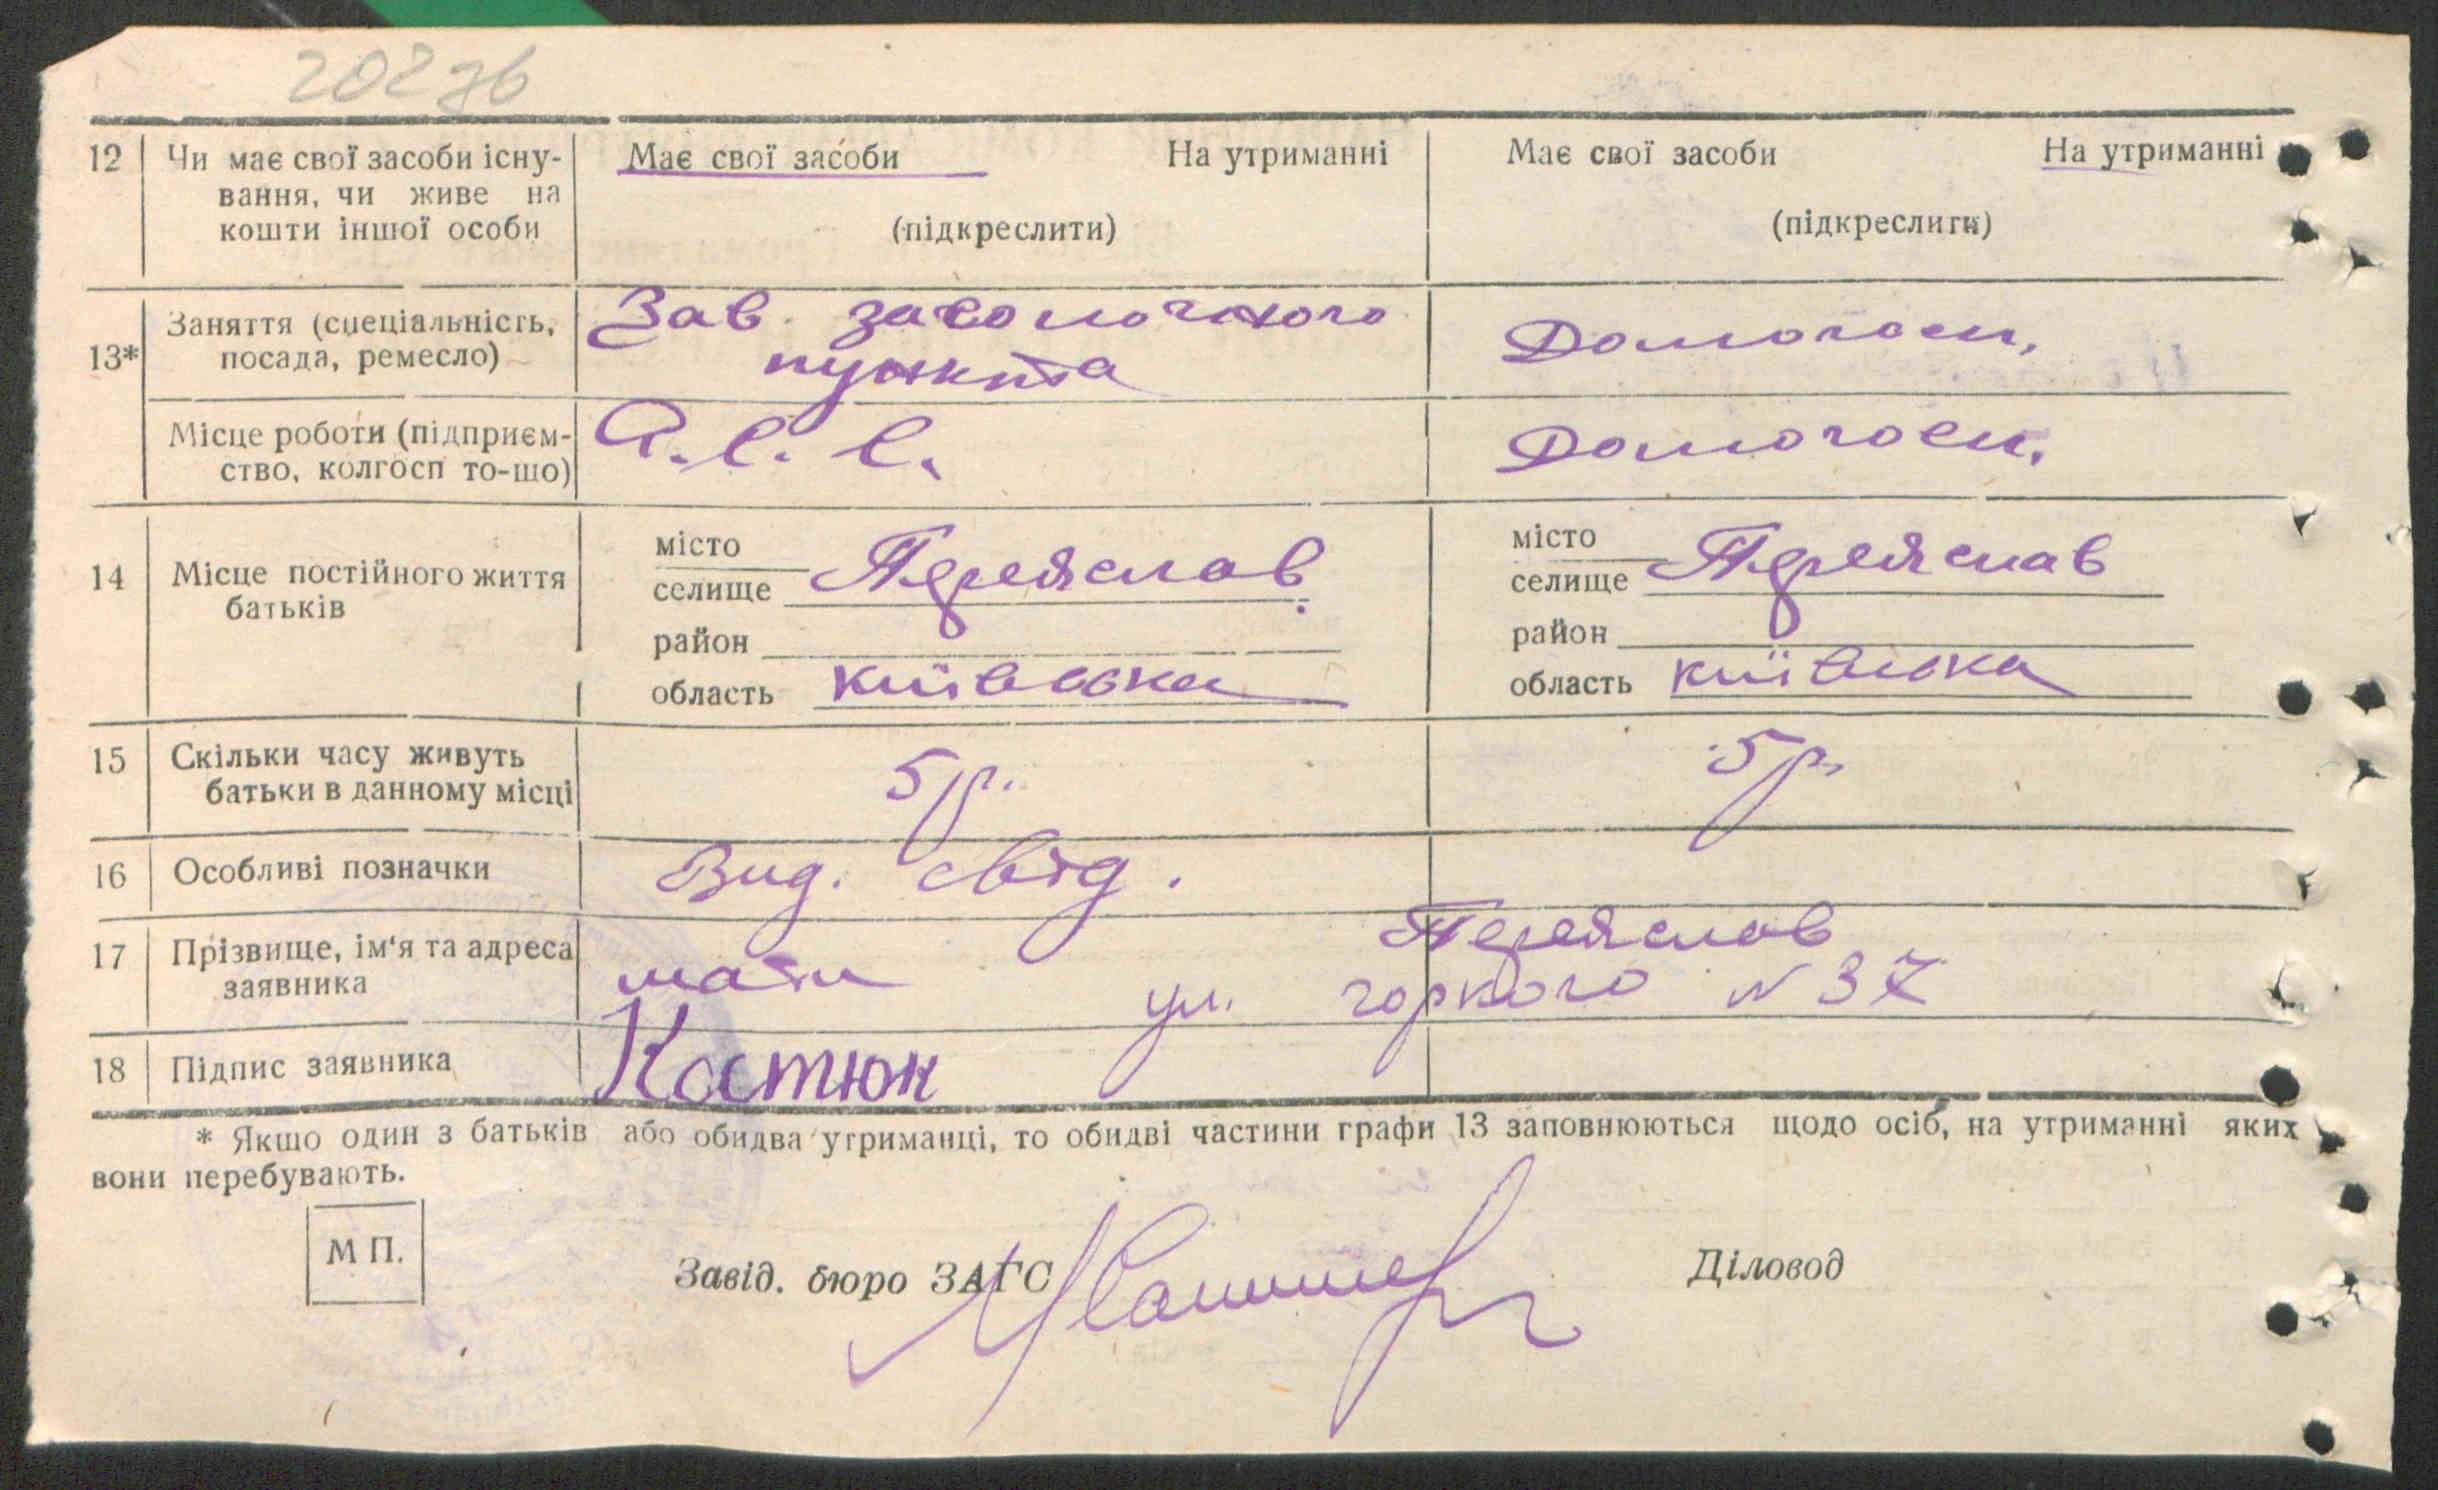 202зв
12 Чи має свої засоби існу- Має свої засоби На утриманні Має свої засоби На утриманні
вання, чи живе на
кошти іншої особи (підкреслити) (підкреслити)
13* Заняття (спеціальність, Зав. заготочного Домогосп.
посада, ремесло) пункта
Місце роботи (підприєм- Домогосп.
ство, колгосп то-що)
14 Місце постійного життя місто Переяслав місто Переяслав
батьків селище селище
район район
область київська область київська
15 Скільки часу живуть 5 р. 5 р.
батьки в данному місці
16 Особливі позначки Вид. свід.
17 Прізвище, ім'я та адреса мати Переяслав
заявника ул. горкого N 37
18 Підпис заявника Костюк
* Якщо один з батьків або обидва утриманці, то обидві частини графи 13 заповнюються щодо осіб, на утриманні яких
вони перебувають.
М П.
Завід. бюро ЗАГС Діловод